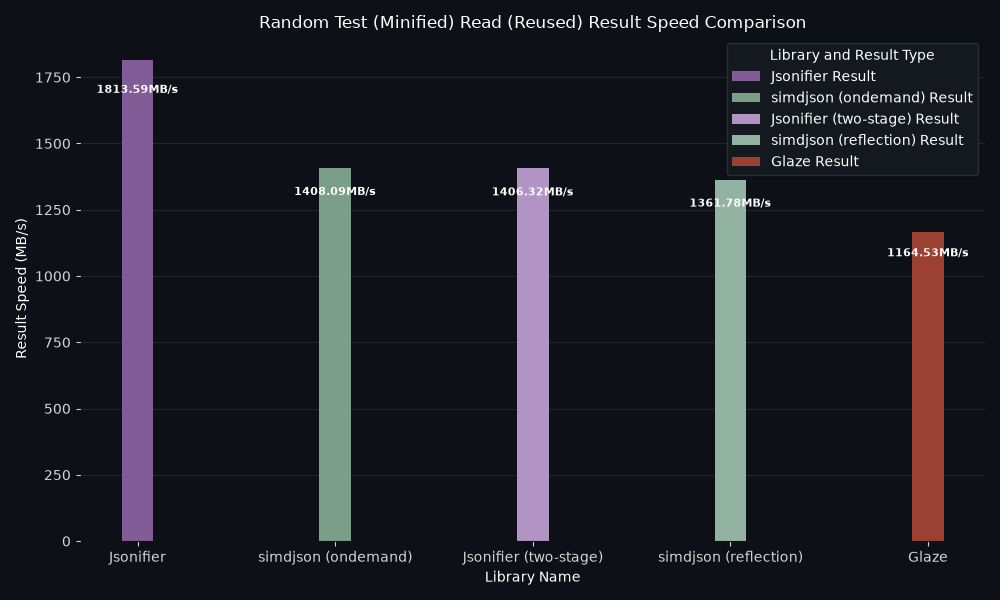 Random Test (Minified) Read (Reused) Result Speed Comparison
Library and Result Type
Jsonifier Result
simdjson (ondemand) Result
Jsonifier (two-stage) Result
simdjson (reflection) Result
Glaze Result
Result Speed (MB/s)
1750
1500
1250
1000
750
500
250
0
1813.59MB/s
1408.09MB/s
1406.32MB/s
1361.78MB/s
1164.53MB/s
Jsonifier
simdjson (ondemand)
Jsonifier (two-stage)
simdjson (reflection)
Glaze
Library Name